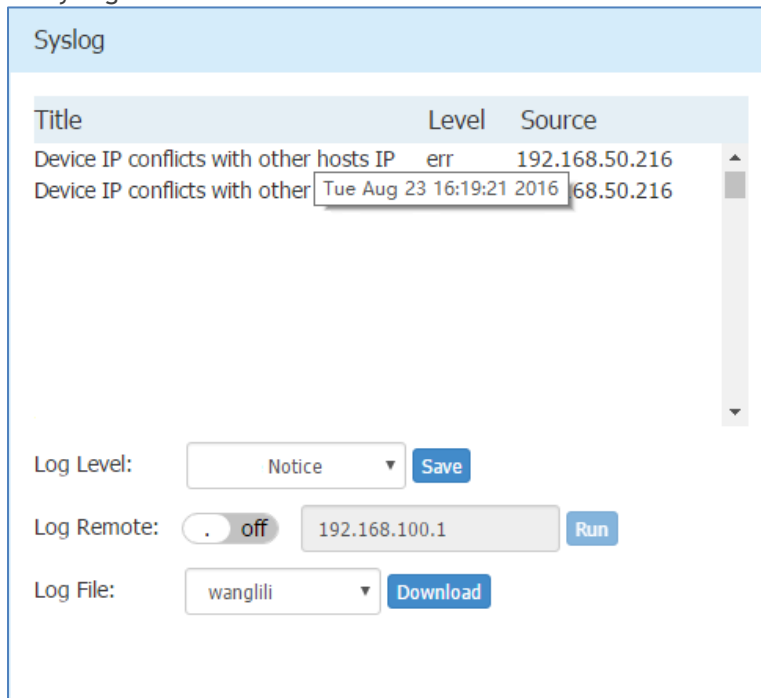 Syslog
Title Level Source
Device IP conflicts with other hosts IP err 192.168.50.216
Device IP conflicts with other Tue Aug 23 16:19:21 2016 68.50.216
Log Level: Notice Save
Log Remote: . off 192.168.100.1 Run
Log File: wanglili Download